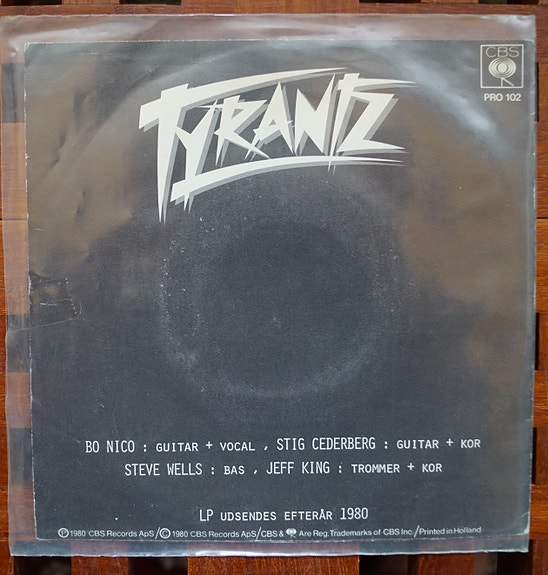 CBS
PRO 102
TYRANTZ
BO NICO : GUITAR + VOCAL , STIG CEDERBERG : GUITAR + KOR
STEVE WELLS : BAS , JEFF KING : TROMMER + KOR
LP UDSENDES EFTERÅR 1980
Ⓟ 1980 CBS Records ApS / © 1980 CBS Records ApS / CBS & Are Reg. Trademarks of CBS Inc. / Printed in Holland